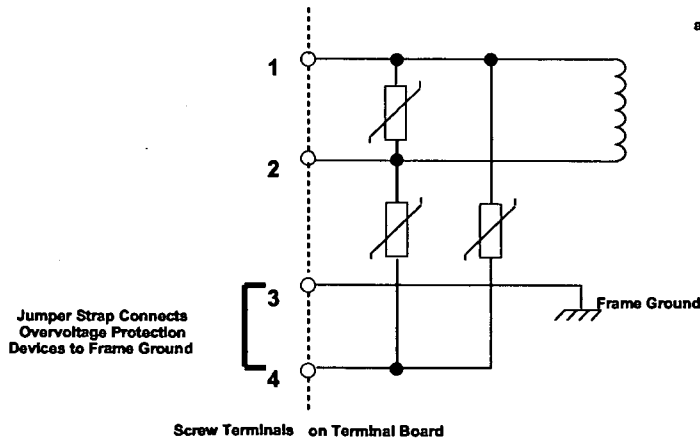 a
1
2
3
4
Frame Ground
Jumper Strap Connects
Overvoltage Protection
Devices to Frame Ground
Screw Terminals on Terminal Board